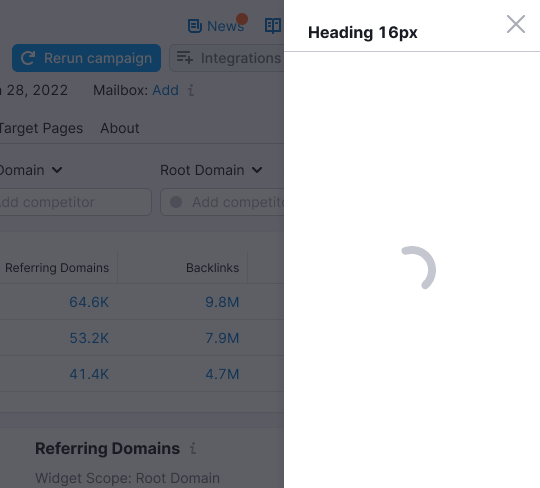 News
Heading 16px
Rerun campaign
Integrations
28, 2022
Mailbox: Add
Target Pages
About
Domain
Root Domain
Add competitor
Referring Domains
Backlinks
64.6K
9.8M
53.2K
7.9M
41.4K
4.7M
Referring Domains
Widget Scope: Root Domain